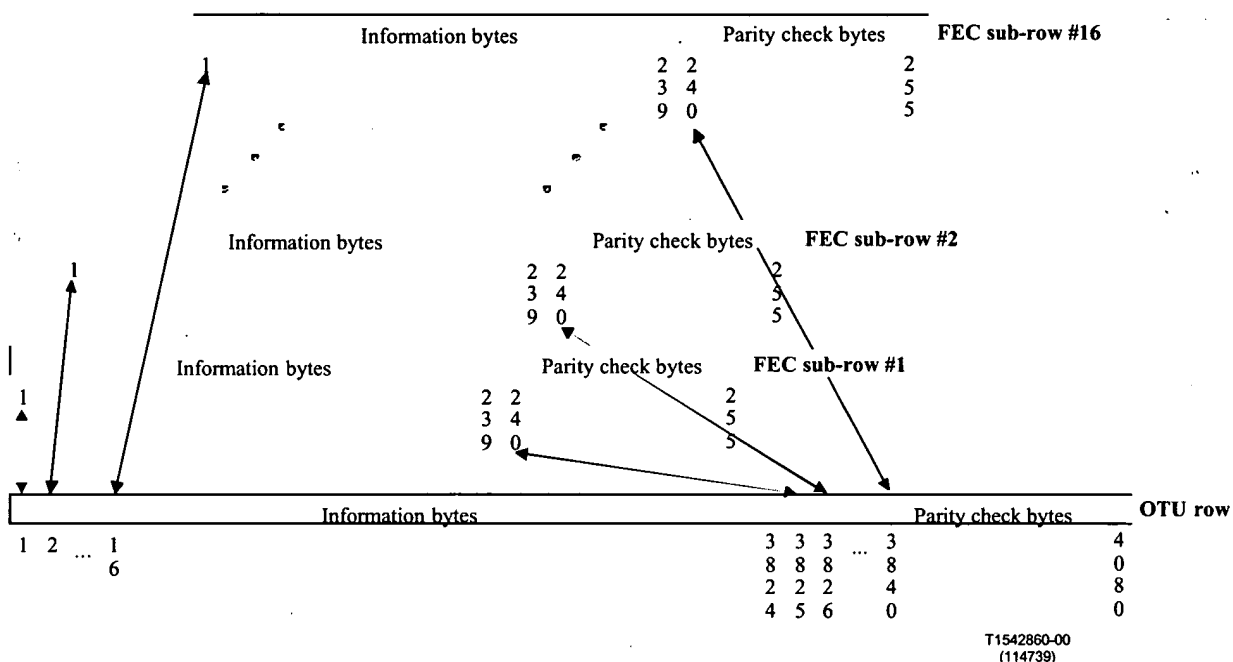 Information bytes Parity check bytes FEC sub-row #16
1 2 2 2
3 4 5
9 0 5
Information bytes Parity check bytes FEC sub-row #2
1 2 2 2
3 4 5
9 0 5
Information bytes Parity check bytes FEC sub-row #1
1 2 2 2
3 4 5
9 0 5
Information bytes Parity check bytes OTU row
1 2 ... 1 3 3 3 ... 3 4
6 8 8 8 8 0
2 2 2 4 8
4 5 6 0 0
T1542860-00
(114739)